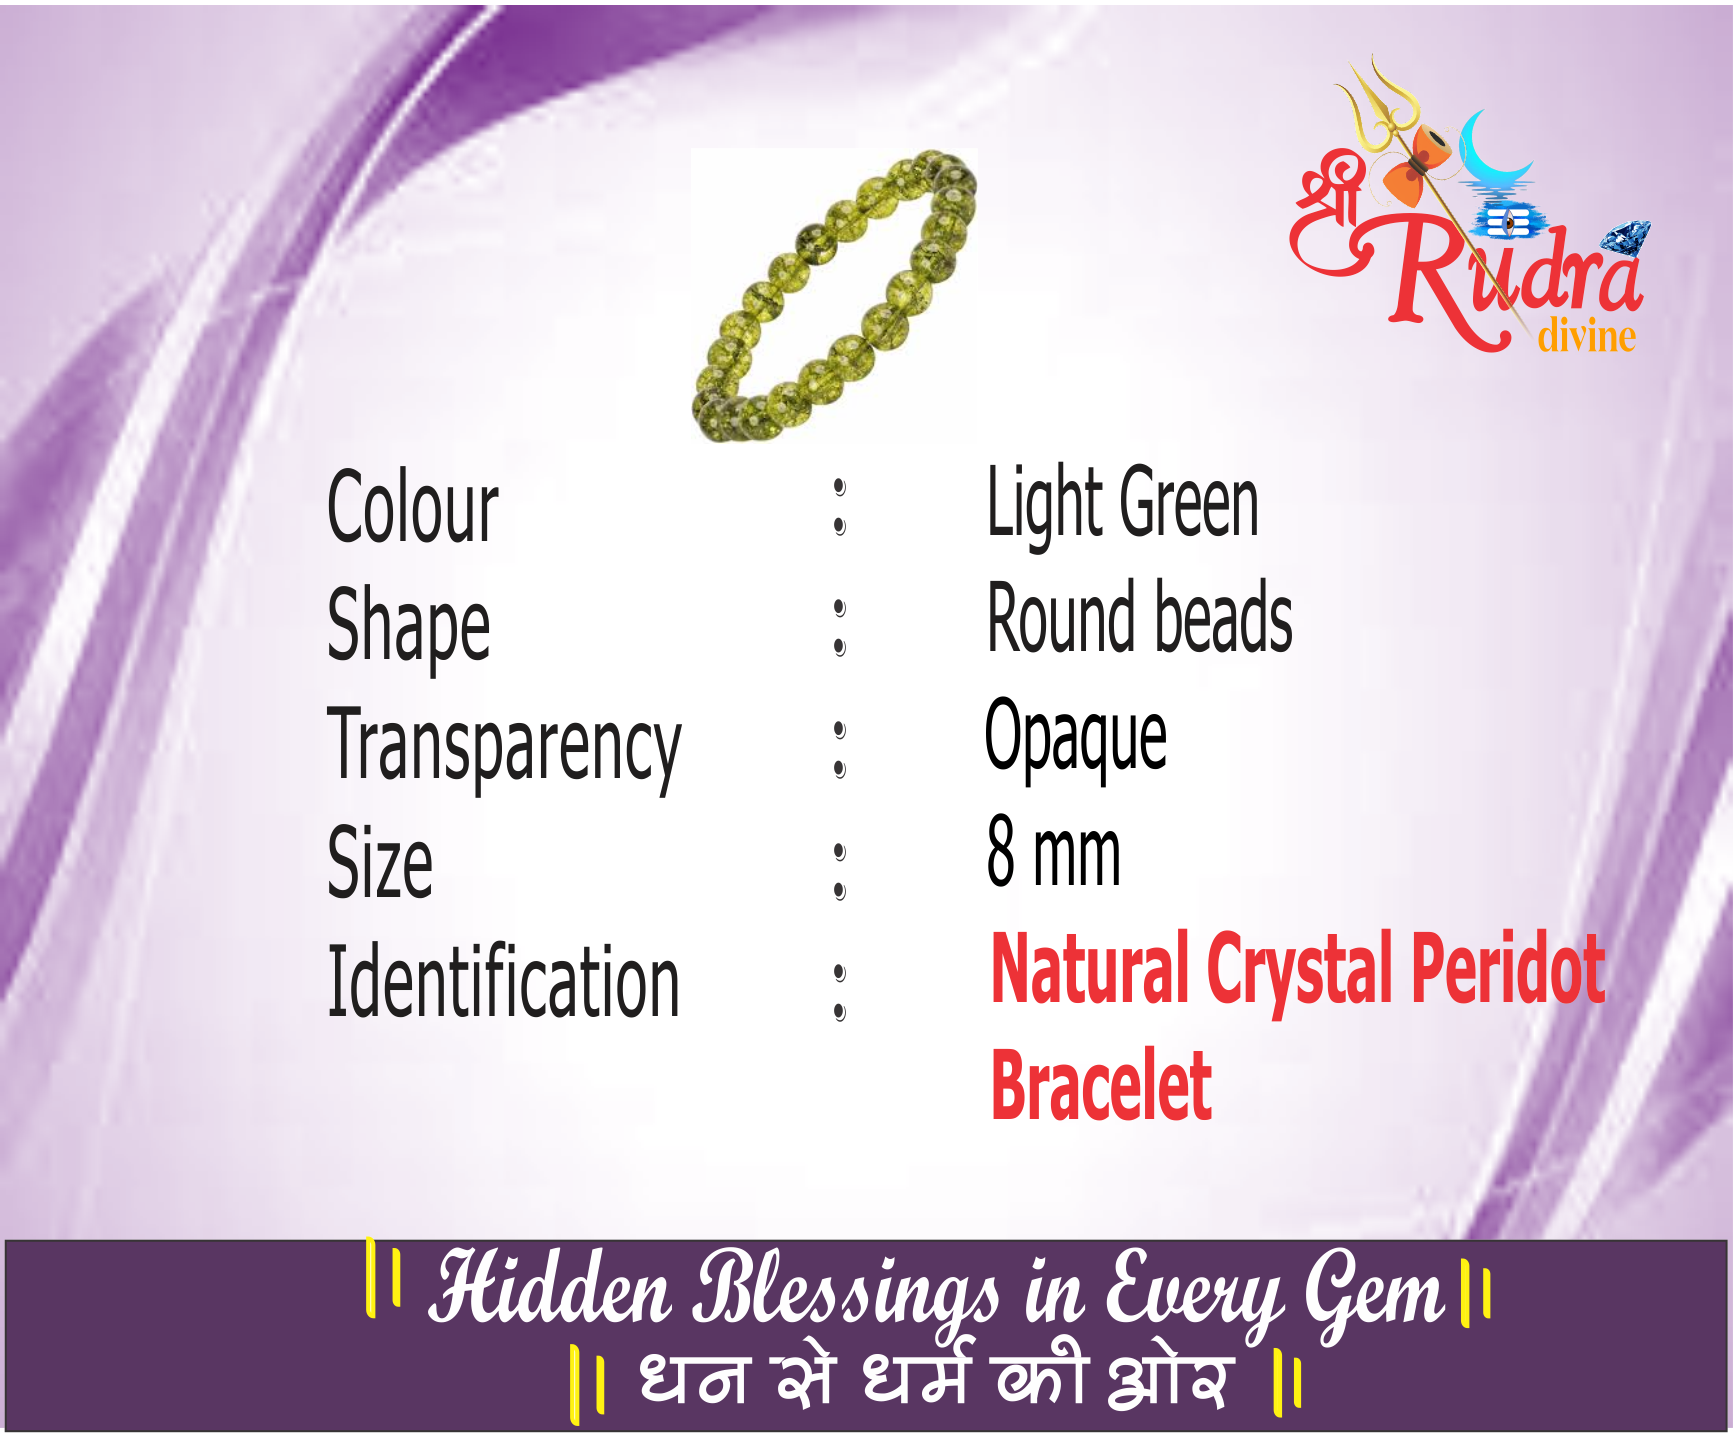 श्री
Rudra
divine
Colour : Light Green
Shape : Round beads
Transparency : Opaque
Size : 8 mm
Identification : Natural Crystal Peridot
Bracelet
|| Hidden Blessings in Every Gem ||
|| धन से धर्म की ओर ||